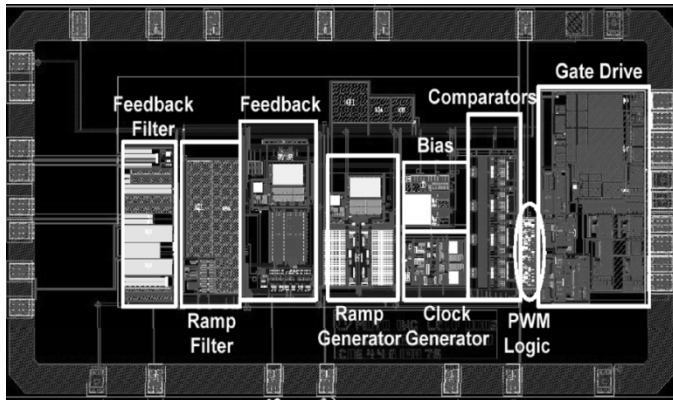 Gate Drive
Feedback
Filter
Feedback
Comparators
Bias
Ramp
Filter
Ramp
Generator
Clock
Generator
PWM
Logic